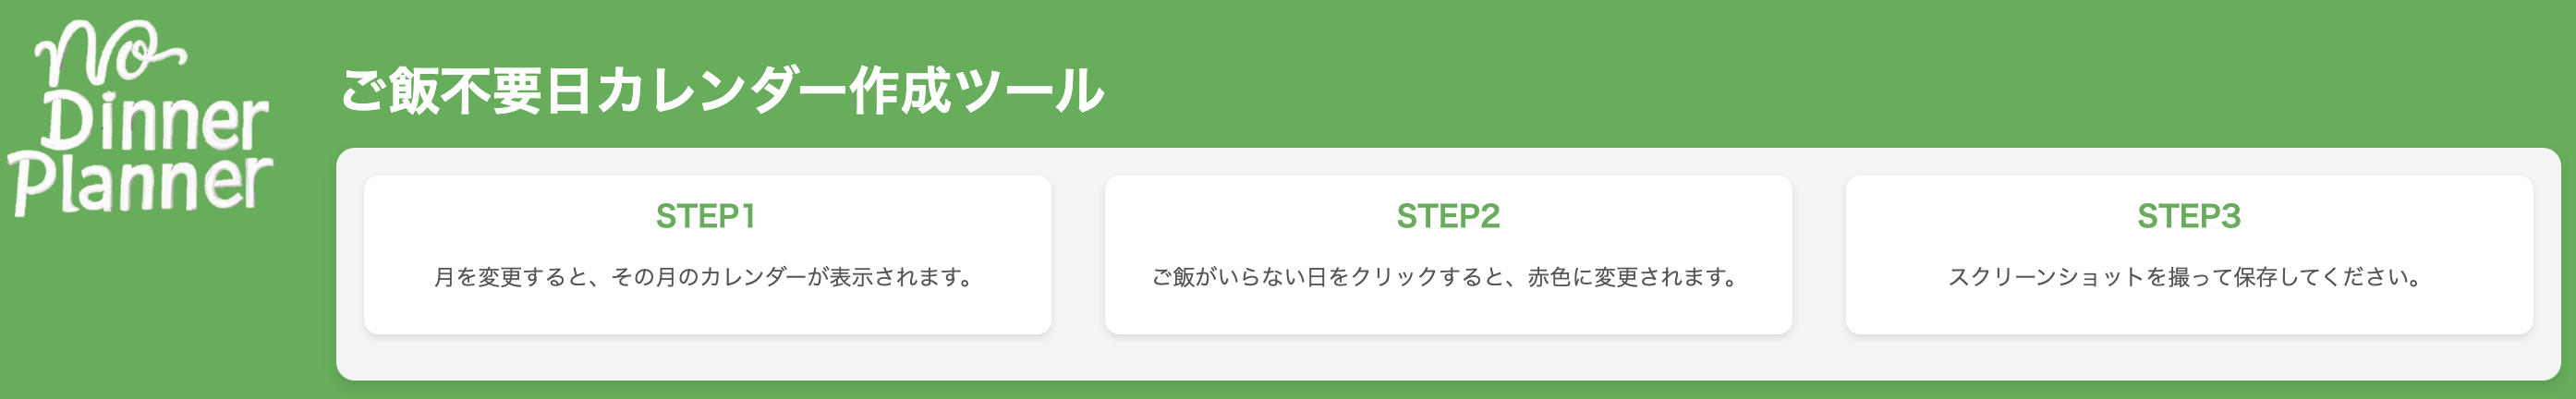 No
Dinner
Planner
ご飯不要日カレンダー作成ツール
STEP1
月を変更すると、その月のカレンダーが表示されます。
STEP2
ご飯がいらない日をクリックすると、赤色に変更されます。
STEP3
スクリーンショットを撮って保存してください。